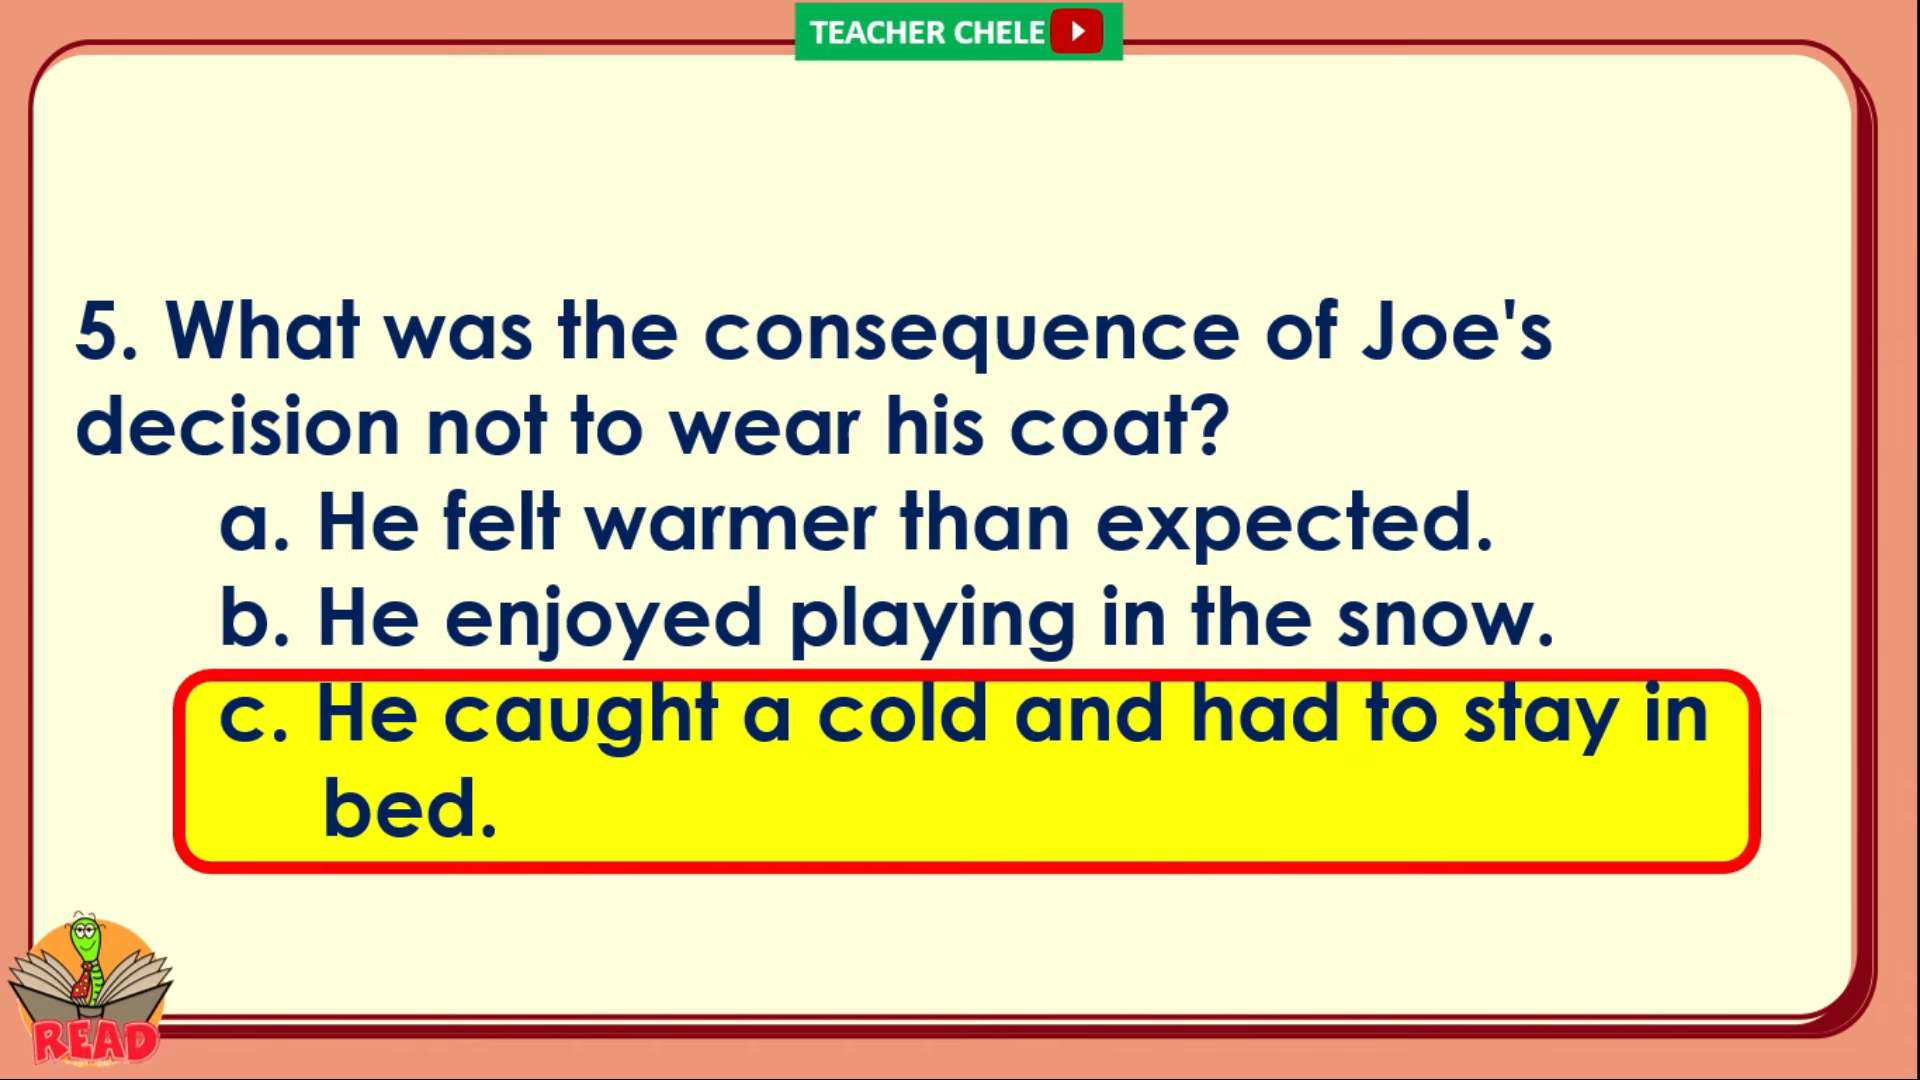 TEACHER CHELE
5. What was the consequence of Joe's
decision not to wear his coat?
a. He felt warmer than expected.
b. He enjoyed playing in the snow.
c. He caught a cold and had to stay in
bed.
READ